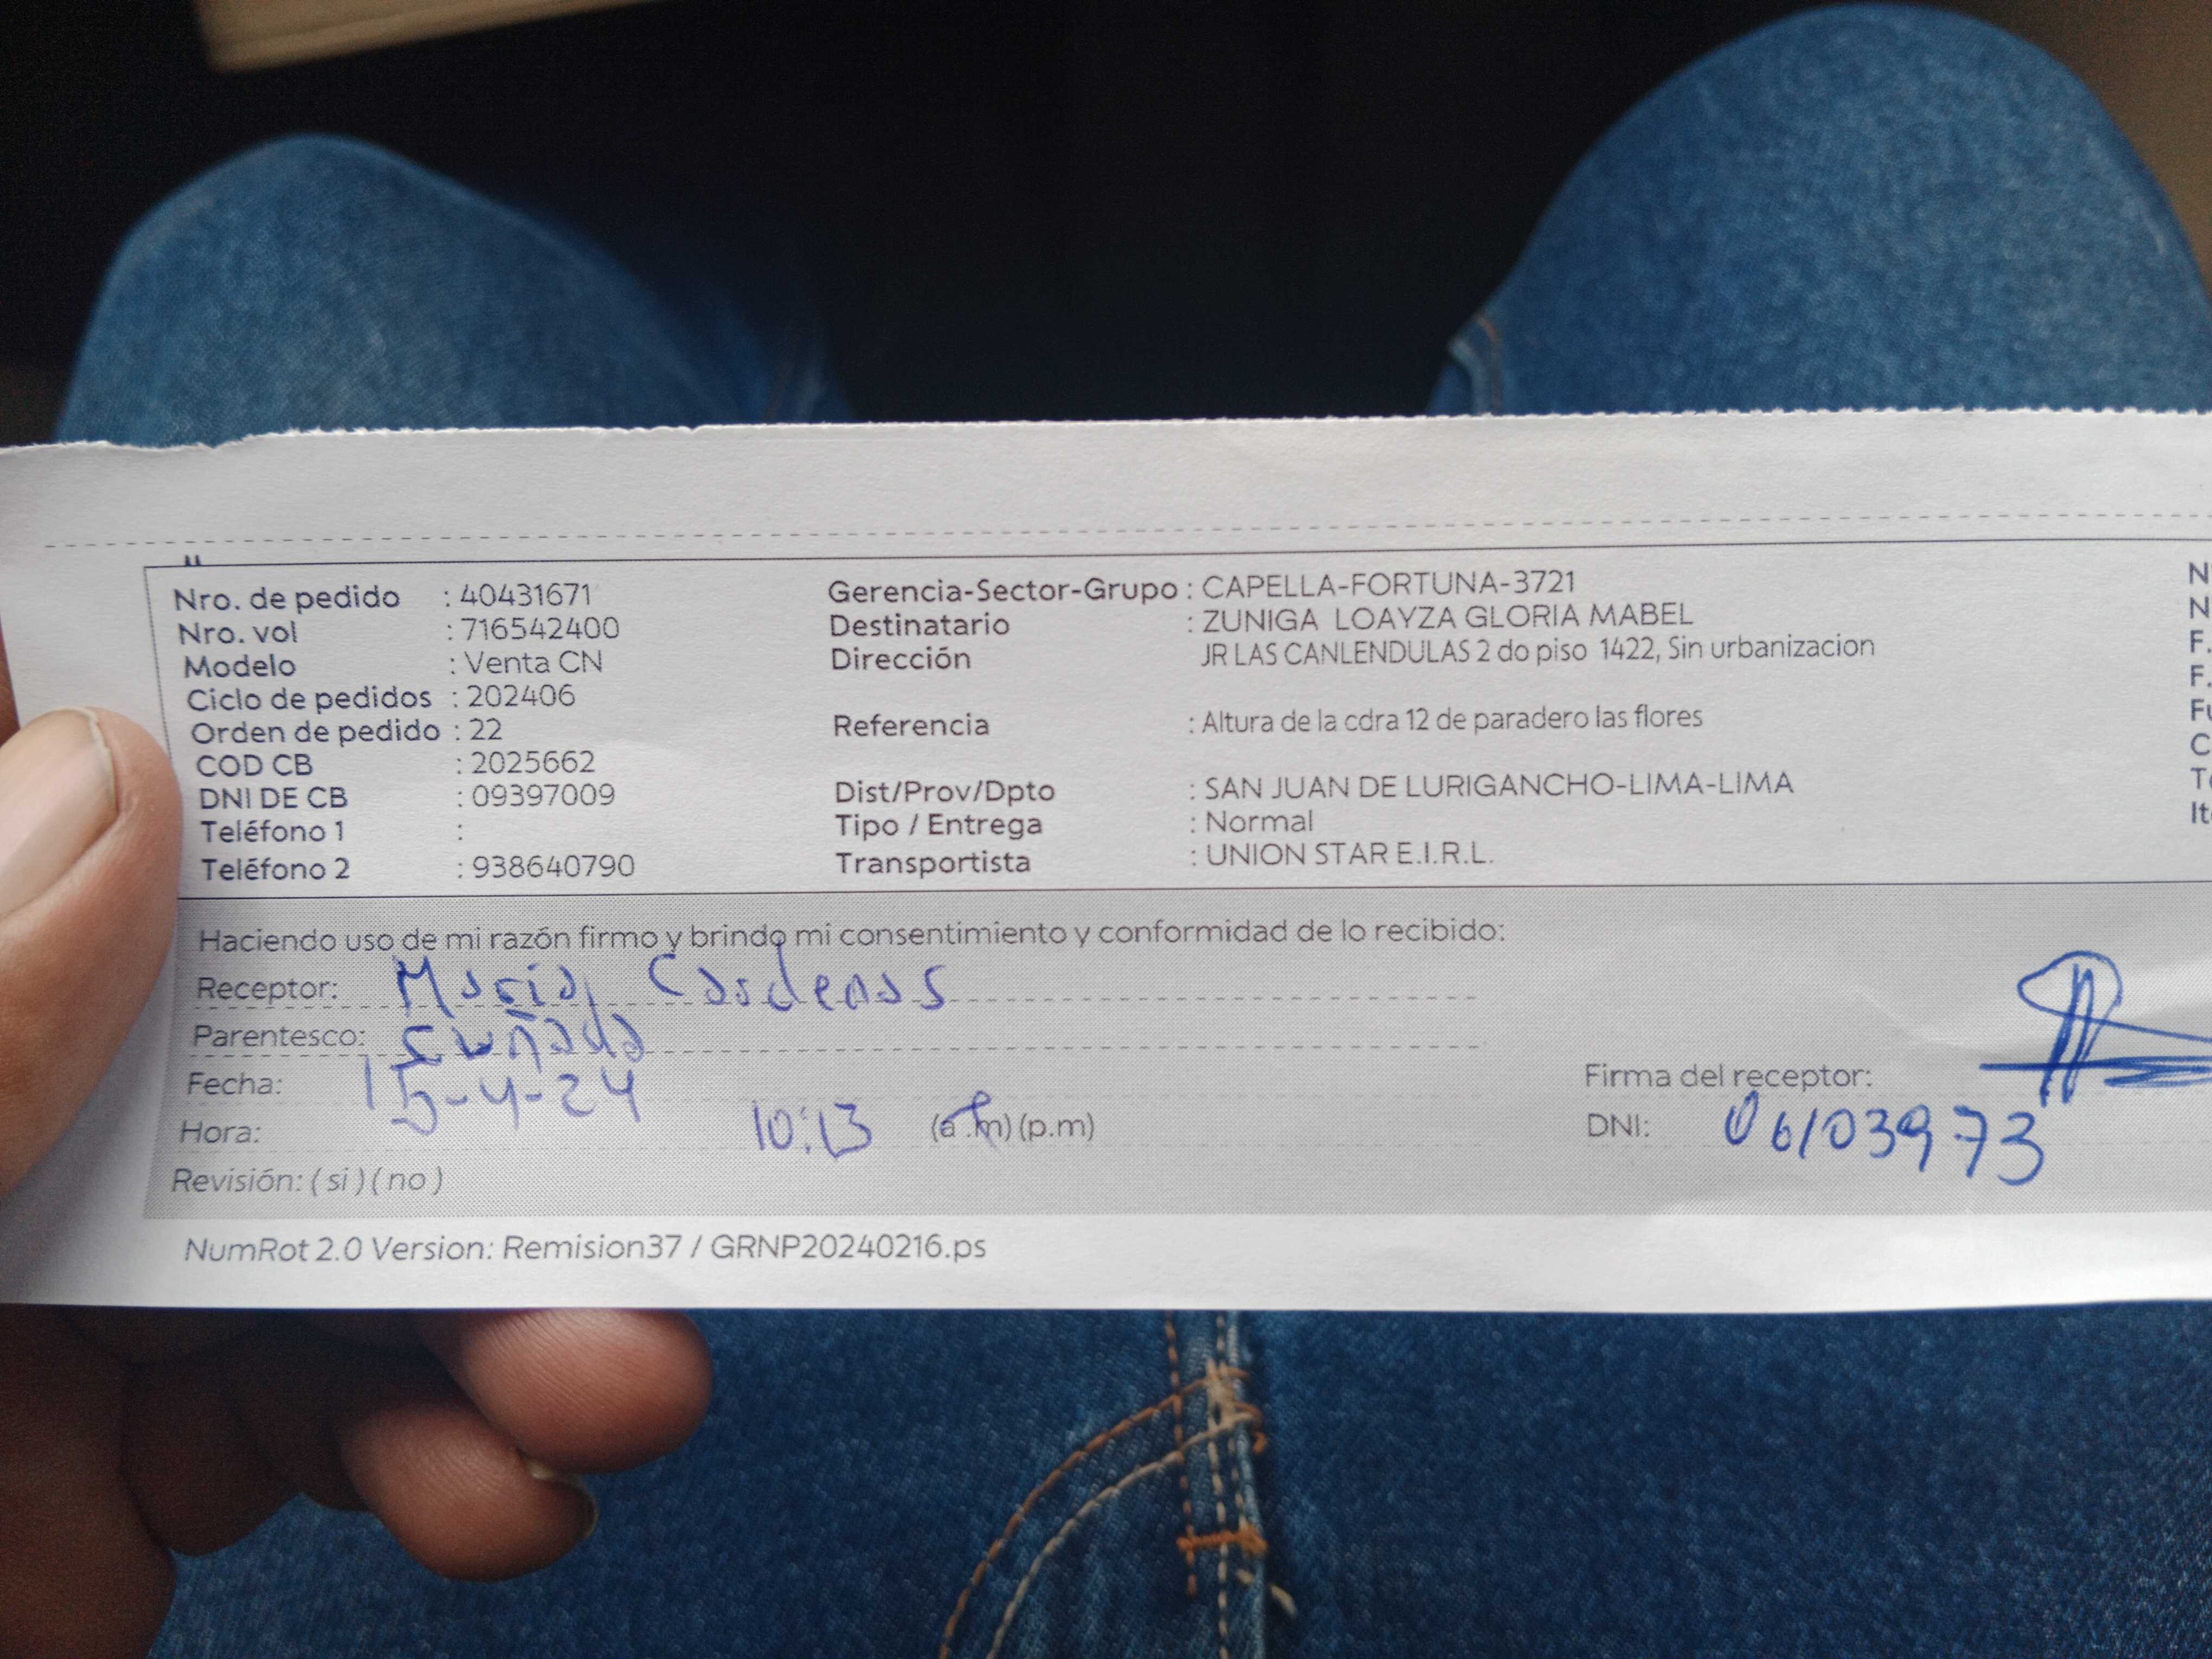 Nro. de pedido : 40431671
Nro. vol : 716542400
Modelo : Venta CN
Ciclo de pedidos : 202406
Orden de pedido : 22
COD CB : 2025662
DNI DE CB : 09397009
Teléfono 1 :
Teléfono 2 : 938640790
Gerencia-Sector-Grupo : CAPELLA-FORTUNA-3721
Destinatario : ZUNIGA LOAYZA GLORIA MABEL
Dirección JR LAS CANLENDULAS 2 do piso 1422, Sin urbanizacion
Referencia : Altura de la cdra 12 de paradero las flores
Dist/Prov/Dpto : SAN JUAN DE LURIGANCHO-LIMA-LIMA
Tipo / Entrega : Normal
Transportista : UNION STAR E.I.R.L.
N
N
F.
F.
Fu
C
Te
Ite
Haciendo uso de mi razón firmo y brindo mi consentimiento y conformidad de lo recibido:
Receptor: Maria Cardenas
Parentesco: Cuñada
Fecha: 15-4-24
Hora: 10:13 (a.m) (p.m)
Revisión: ( si ) ( no )
Firma del receptor:
DNI: 06103973
NumRot 2.0 Version: Remision37 / GRNP20240216.ps